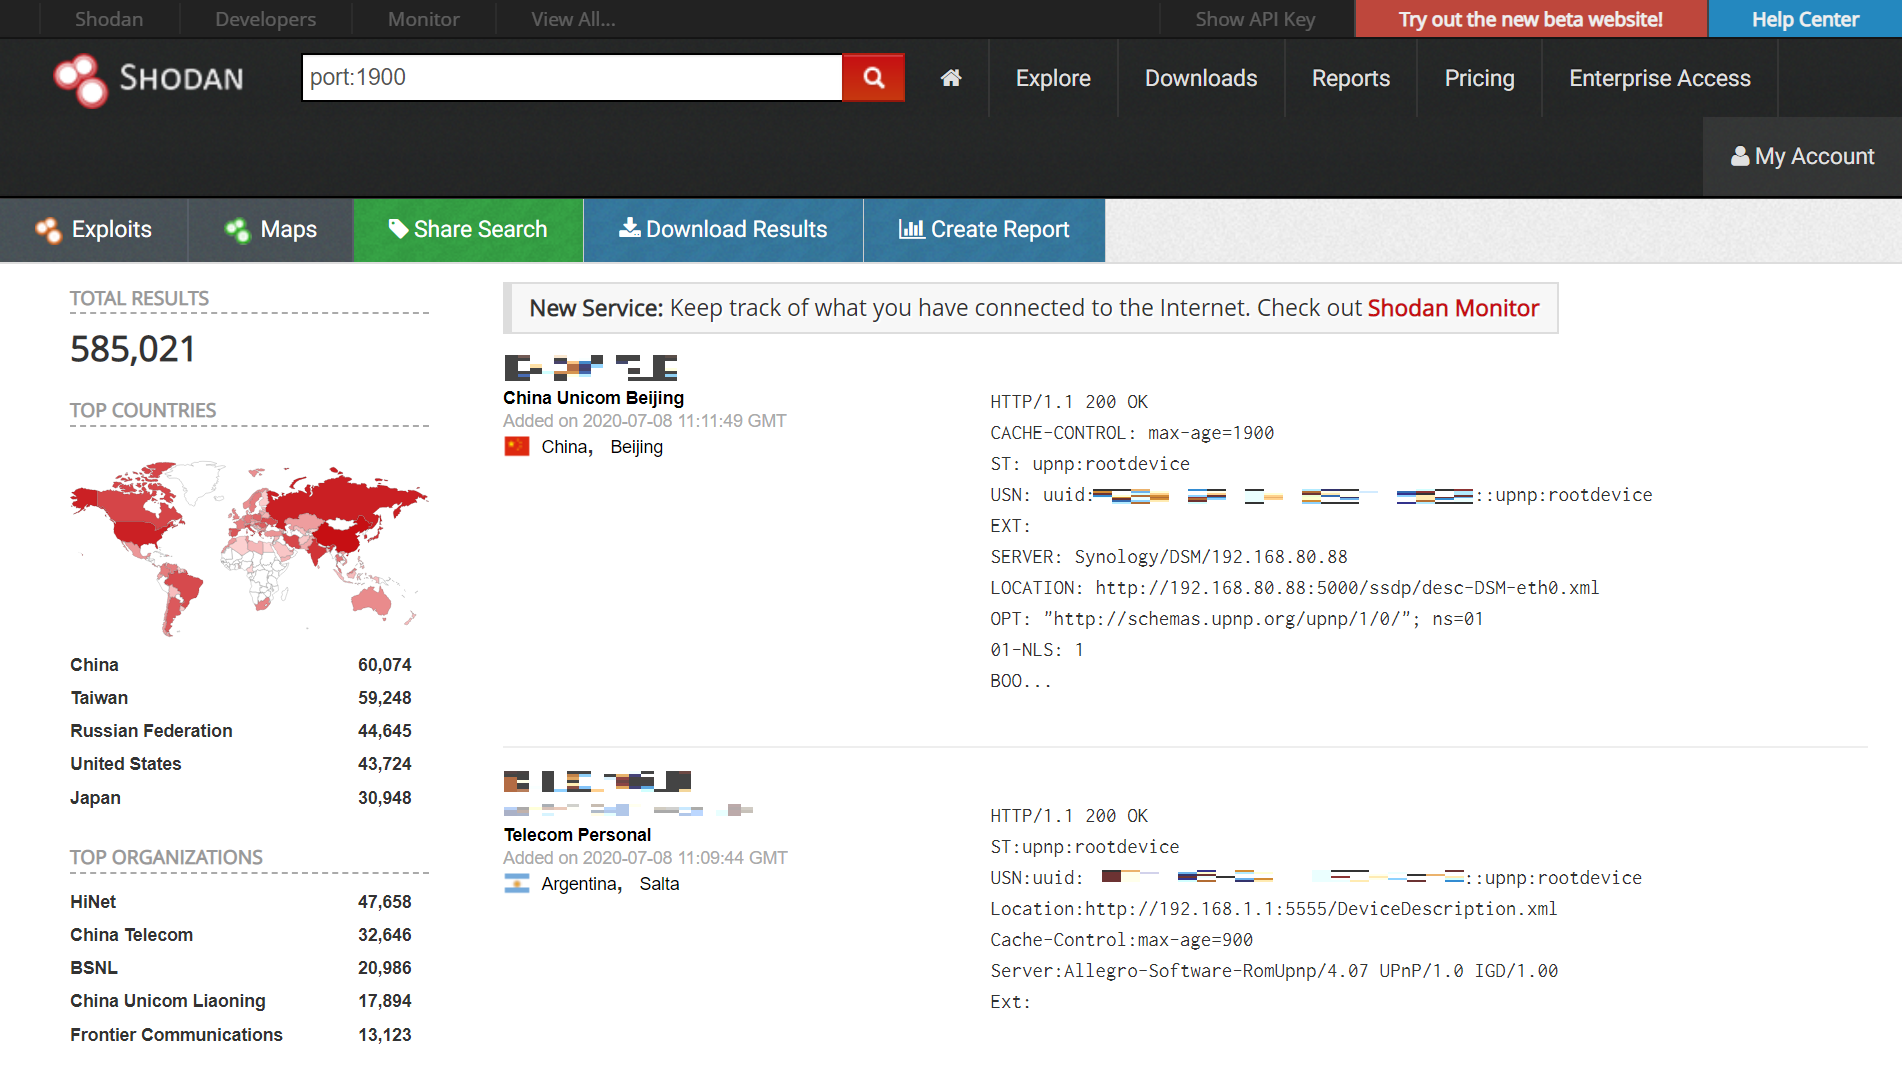 Shodan Developers Monitor View All... Show API Key Try out the new beta website! Help Center
SHODAN port:1900 Explore Downloads Reports Pricing Enterprise Access
My Account
Exploits Maps Share Search Download Results Create Report
TOTAL RESULTS
585,021
TOP COUNTRIES
China 60,074
Taiwan 59,248
Russian Federation 44,645
United States 43,724
Japan 30,948
TOP ORGANIZATIONS
HiNet 47,658
China Telecom 32,646
BSNL 20,986
China Unicom Liaoning 17,894
Frontier Communications 13,123
New Service: Keep track of what you have connected to the Internet. Check out Shodan Monitor
China Unicom Beijing
Added on 2020-07-08 11:11:49 GMT
China, Beijing
HTTP/1.1 200 OK
CACHE-CONTROL: max-age=1900
ST: upnp:rootdevice
USN: uuid: ::upnp:rootdevice
EXT:
SERVER: Synology/DSM/192.168.80.88
LOCATION: http://192.168.80.88:5000/ssdp/desc-DSM-eth0.xml
OPT: "http://schemas.upnp.org/upnp/1/0/"; ns=01
01-NLS: 1
BOO...
Telecom Personal
Added on 2020-07-08 11:09:44 GMT
Argentina, Salta
HTTP/1.1 200 OK
ST:upnp:rootdevice
USN:uuid: ::upnp:rootdevice
Location:http://192.168.1.1:5555/DeviceDescription.xml
Cache-Control:max-age=900
Server:Allegro-Software-RomUpnp/4.07 UPnP/1.0 IGD/1.00
Ext: